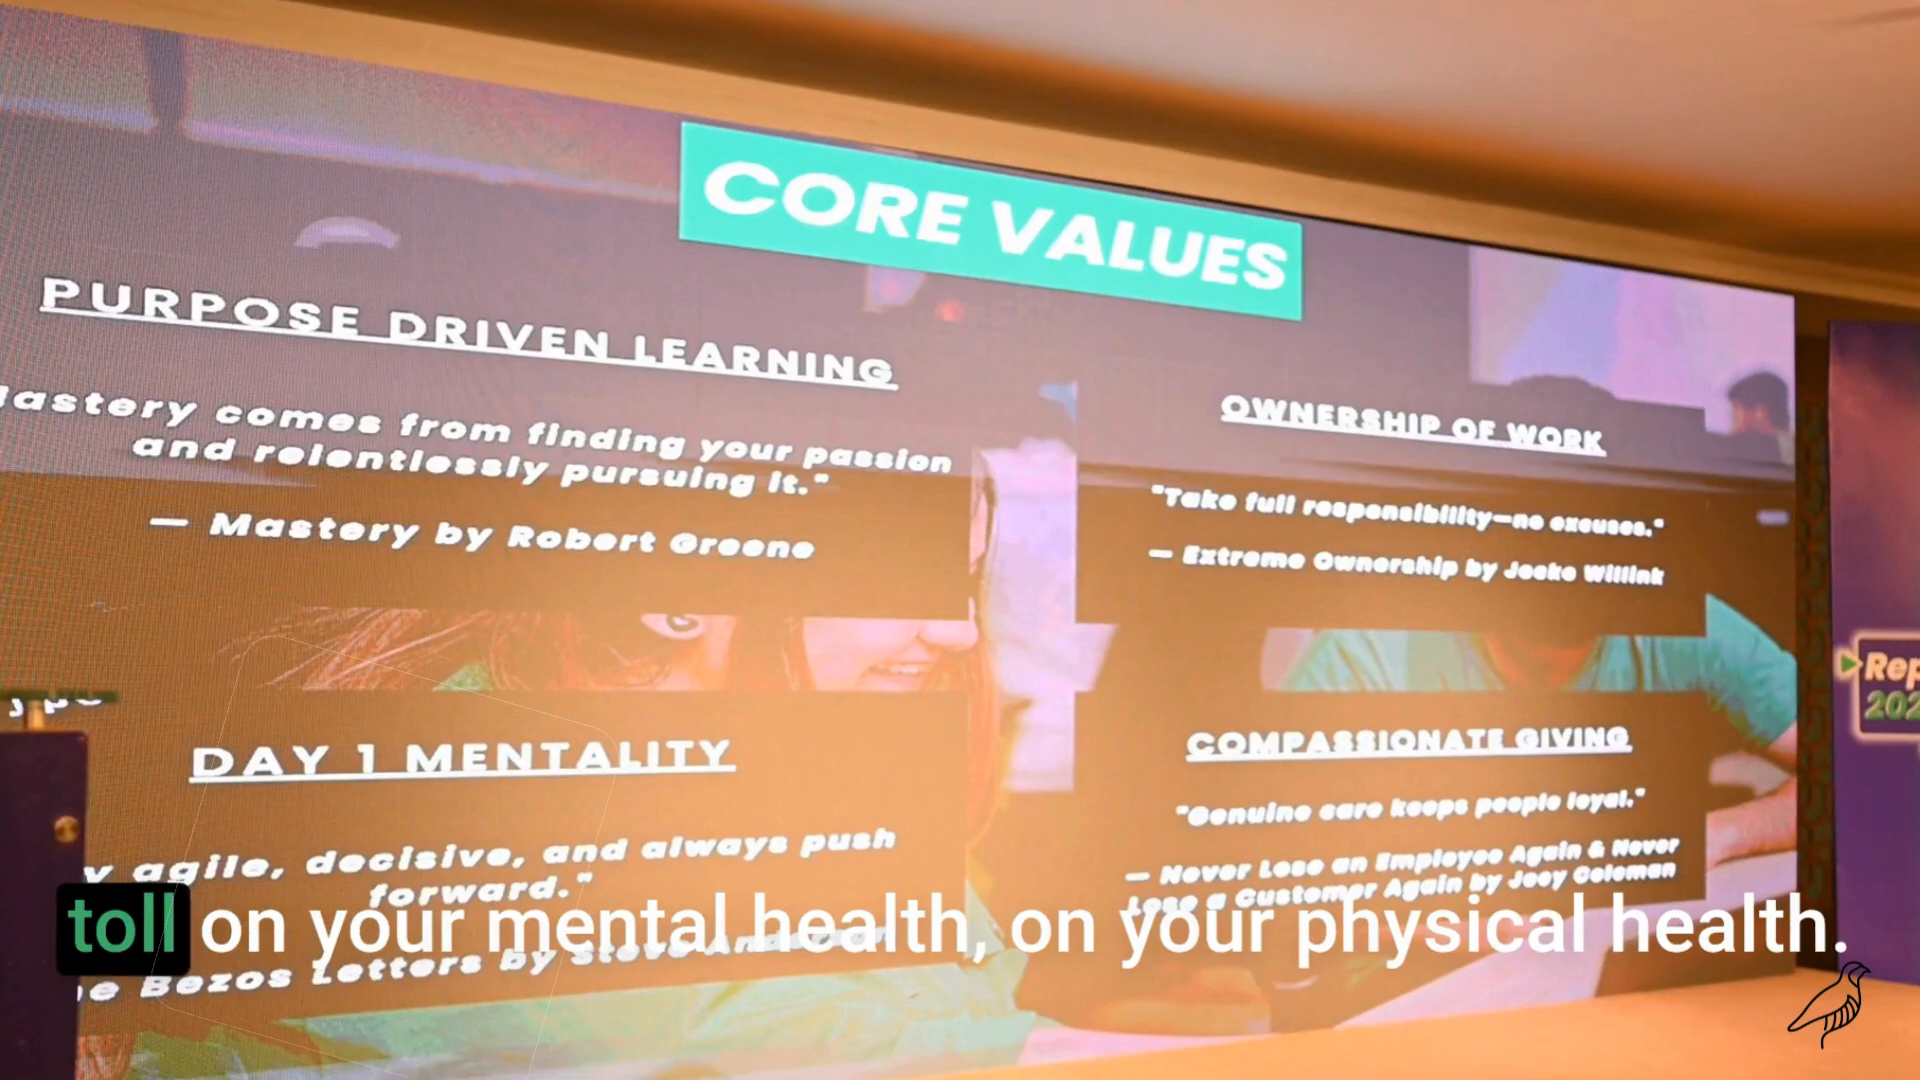 CORE VALUES
PURPOSE DRIVEN LEARNING
Mastery comes from finding your passion
and relentlessly pursuing it."
— Mastery by Robert Greene
OWNERSHIP OF WORK
"Take full responsibility—no excuses."
— Extreme Ownership by Jocko Willink
DAY 1 MENTALITY
agile, decisive, and always push
forward."
Bezos Letters by Steve
COMPASSIONATE GIVING
"Genuine care keeps people loyal."
— Never Lose an Employee Again & Never
Lose a Customer Again by Joey Coleman
Rep
202
toll on your mental health, on your physical health.